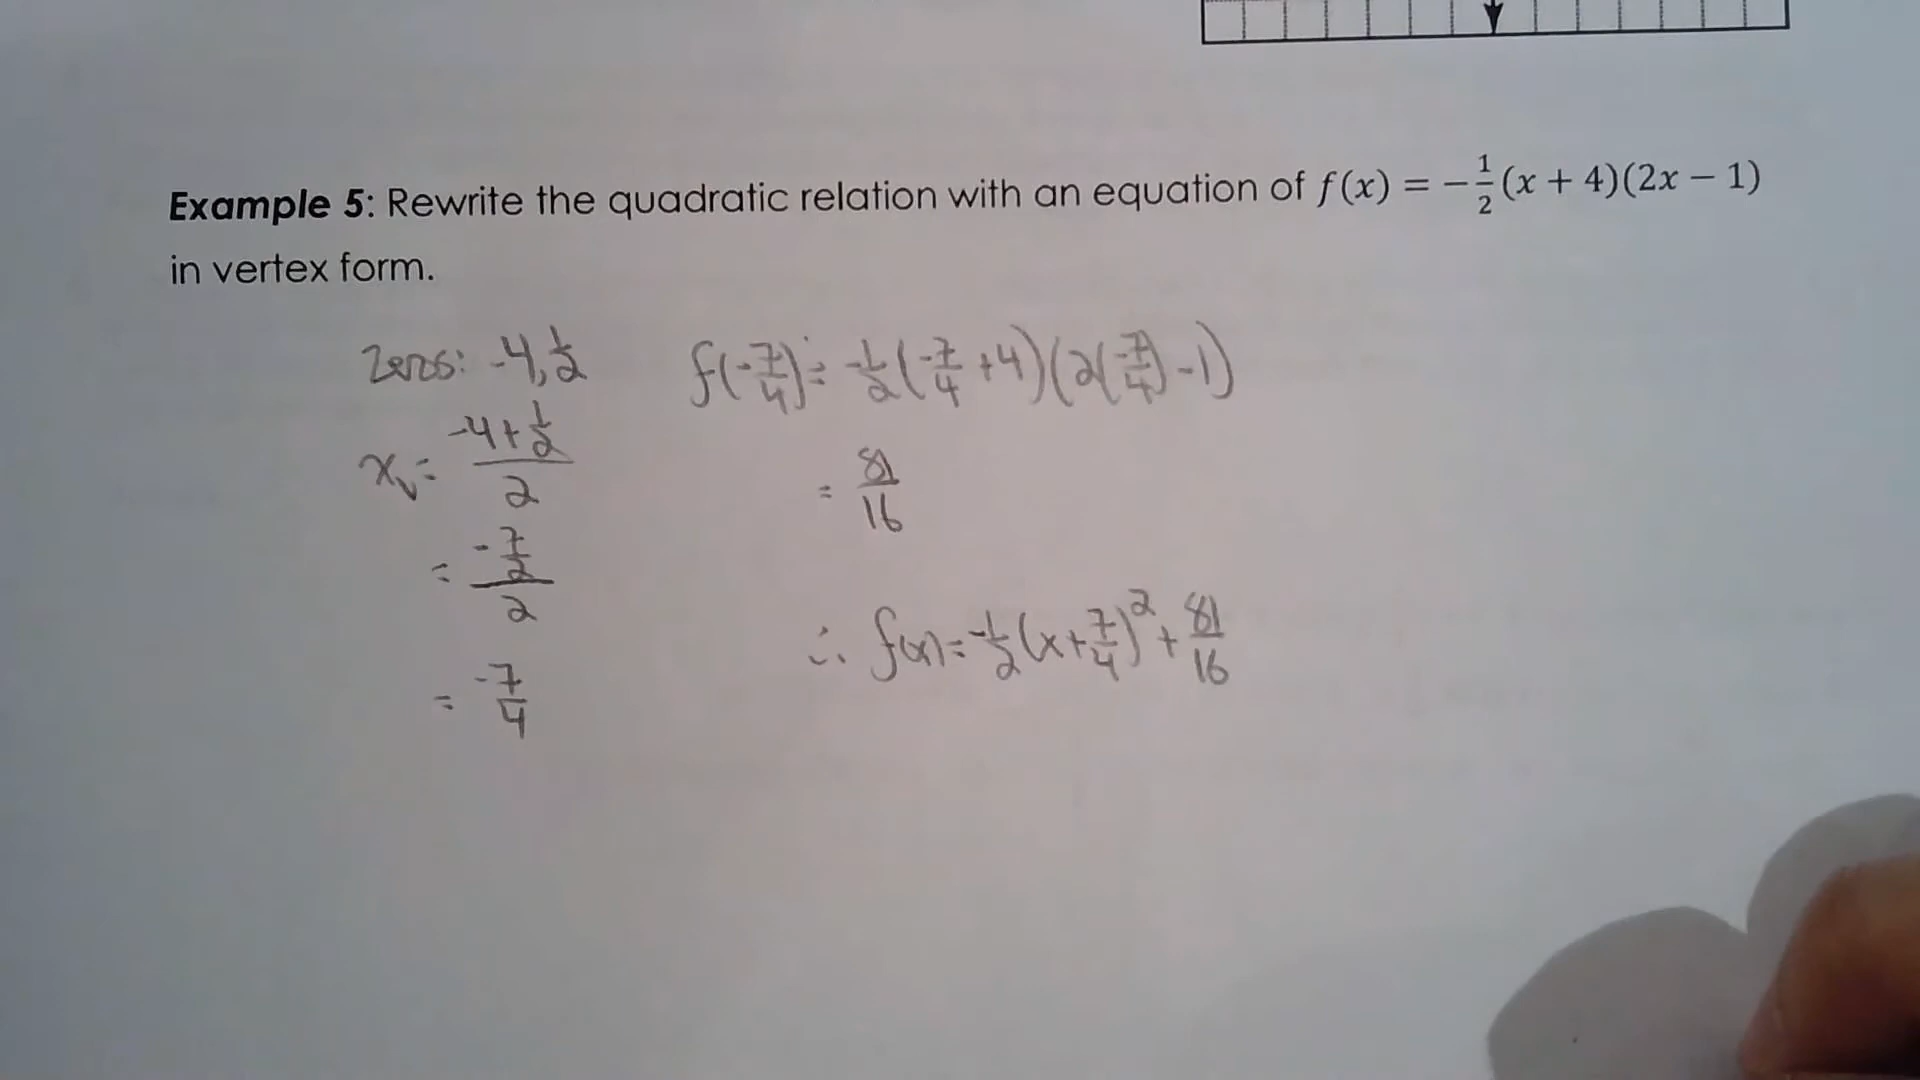 Example 5: Rewrite the quadratic relation with an equation of f(x) = −1/2(x + 4)(2x − 1)
in vertex form.
Zeros: -4, 1/2
x_v = (-4 + 1/2)/2
= (-7/2)/2
= -7/4
f(-7/4) = -1/2(-7/4 + 4)(2(-7/4) - 1)
= 81/16
∴ f(x) = -1/2(x + 7/4)² + 81/16